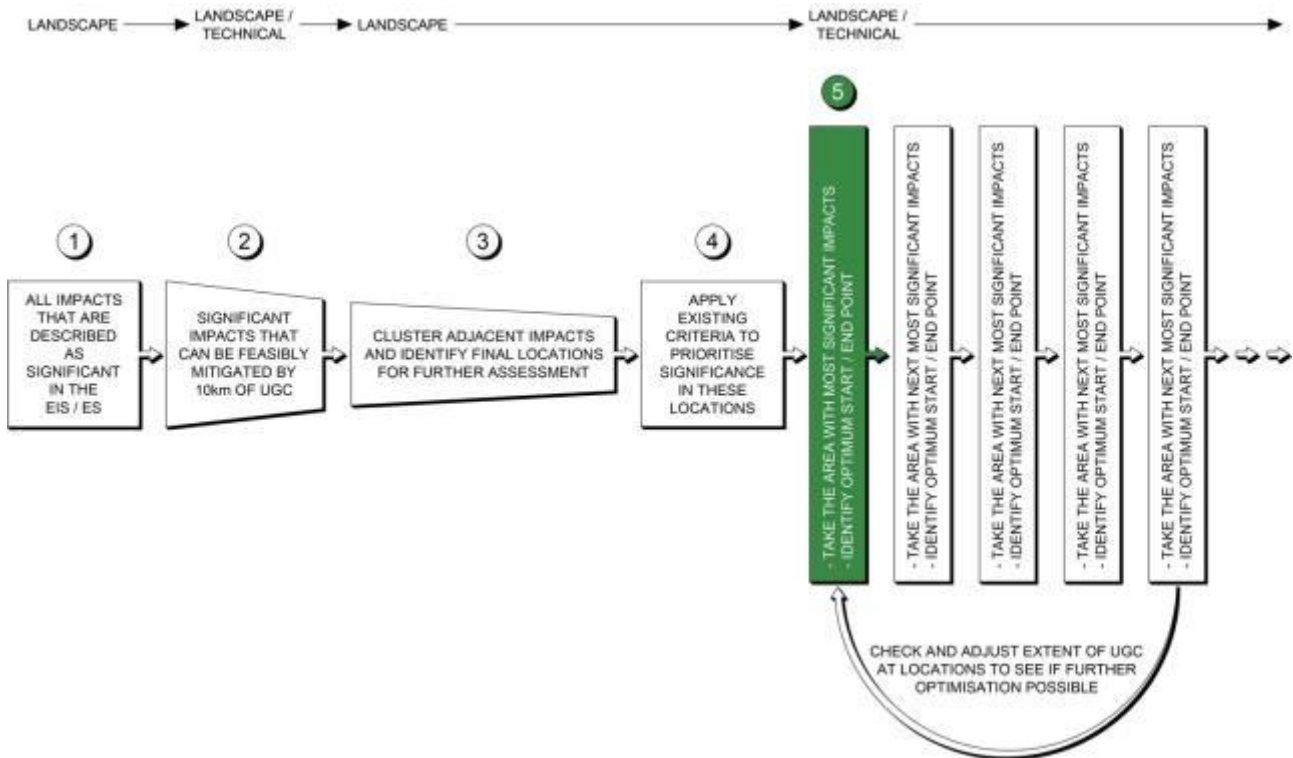 LANDSCAPE
LANDSCAPE /
TECHNICAL
LANDSCAPE
LANDSCAPE /
TECHNICAL
1
ALL IMPACTS
THAT ARE
DESCRIBED
AS
SIGNIFICANT
IN THE
EIS / ES
2
SIGNIFICANT
IMPACTS THAT
CAN BE FEASIBLY
MITIGATED BY
10km OF UGC
3
CLUSTER ADJACENT IMPACTS
AND IDENTIFY FINAL LOCATIONS
FOR FURTHER ASSESSMENT
4
APPLY
EXISTING
CRITERIA TO
PRIORITISE
SIGNIFICANCE
IN THESE
LOCATIONS
5
- TAKE THE AREA WITH MOST SIGNIFICANT IMPACTS
- IDENTIFY OPTIMUM START / END POINT
- TAKE THE AREA WITH NEXT MOST SIGNIFICANT IMPACTS
- IDENTIFY OPTIMUM START / END POINT
- TAKE THE AREA WITH NEXT MOST SIGNIFICANT IMPACTS
- IDENTIFY OPTIMUM START / END POINT
- TAKE THE AREA WITH NEXT MOST SIGNIFICANT IMPACTS
- IDENTIFY OPTIMUM START / END POINT
- TAKE THE AREA WITH NEXT MOST SIGNIFICANT IMPACTS
- IDENTIFY OPTIMUM START / END POINT
CHECK AND ADJUST EXTENT OF UGC
AT LOCATIONS TO SEE IF FURTHER
OPTIMISATION POSSIBLE